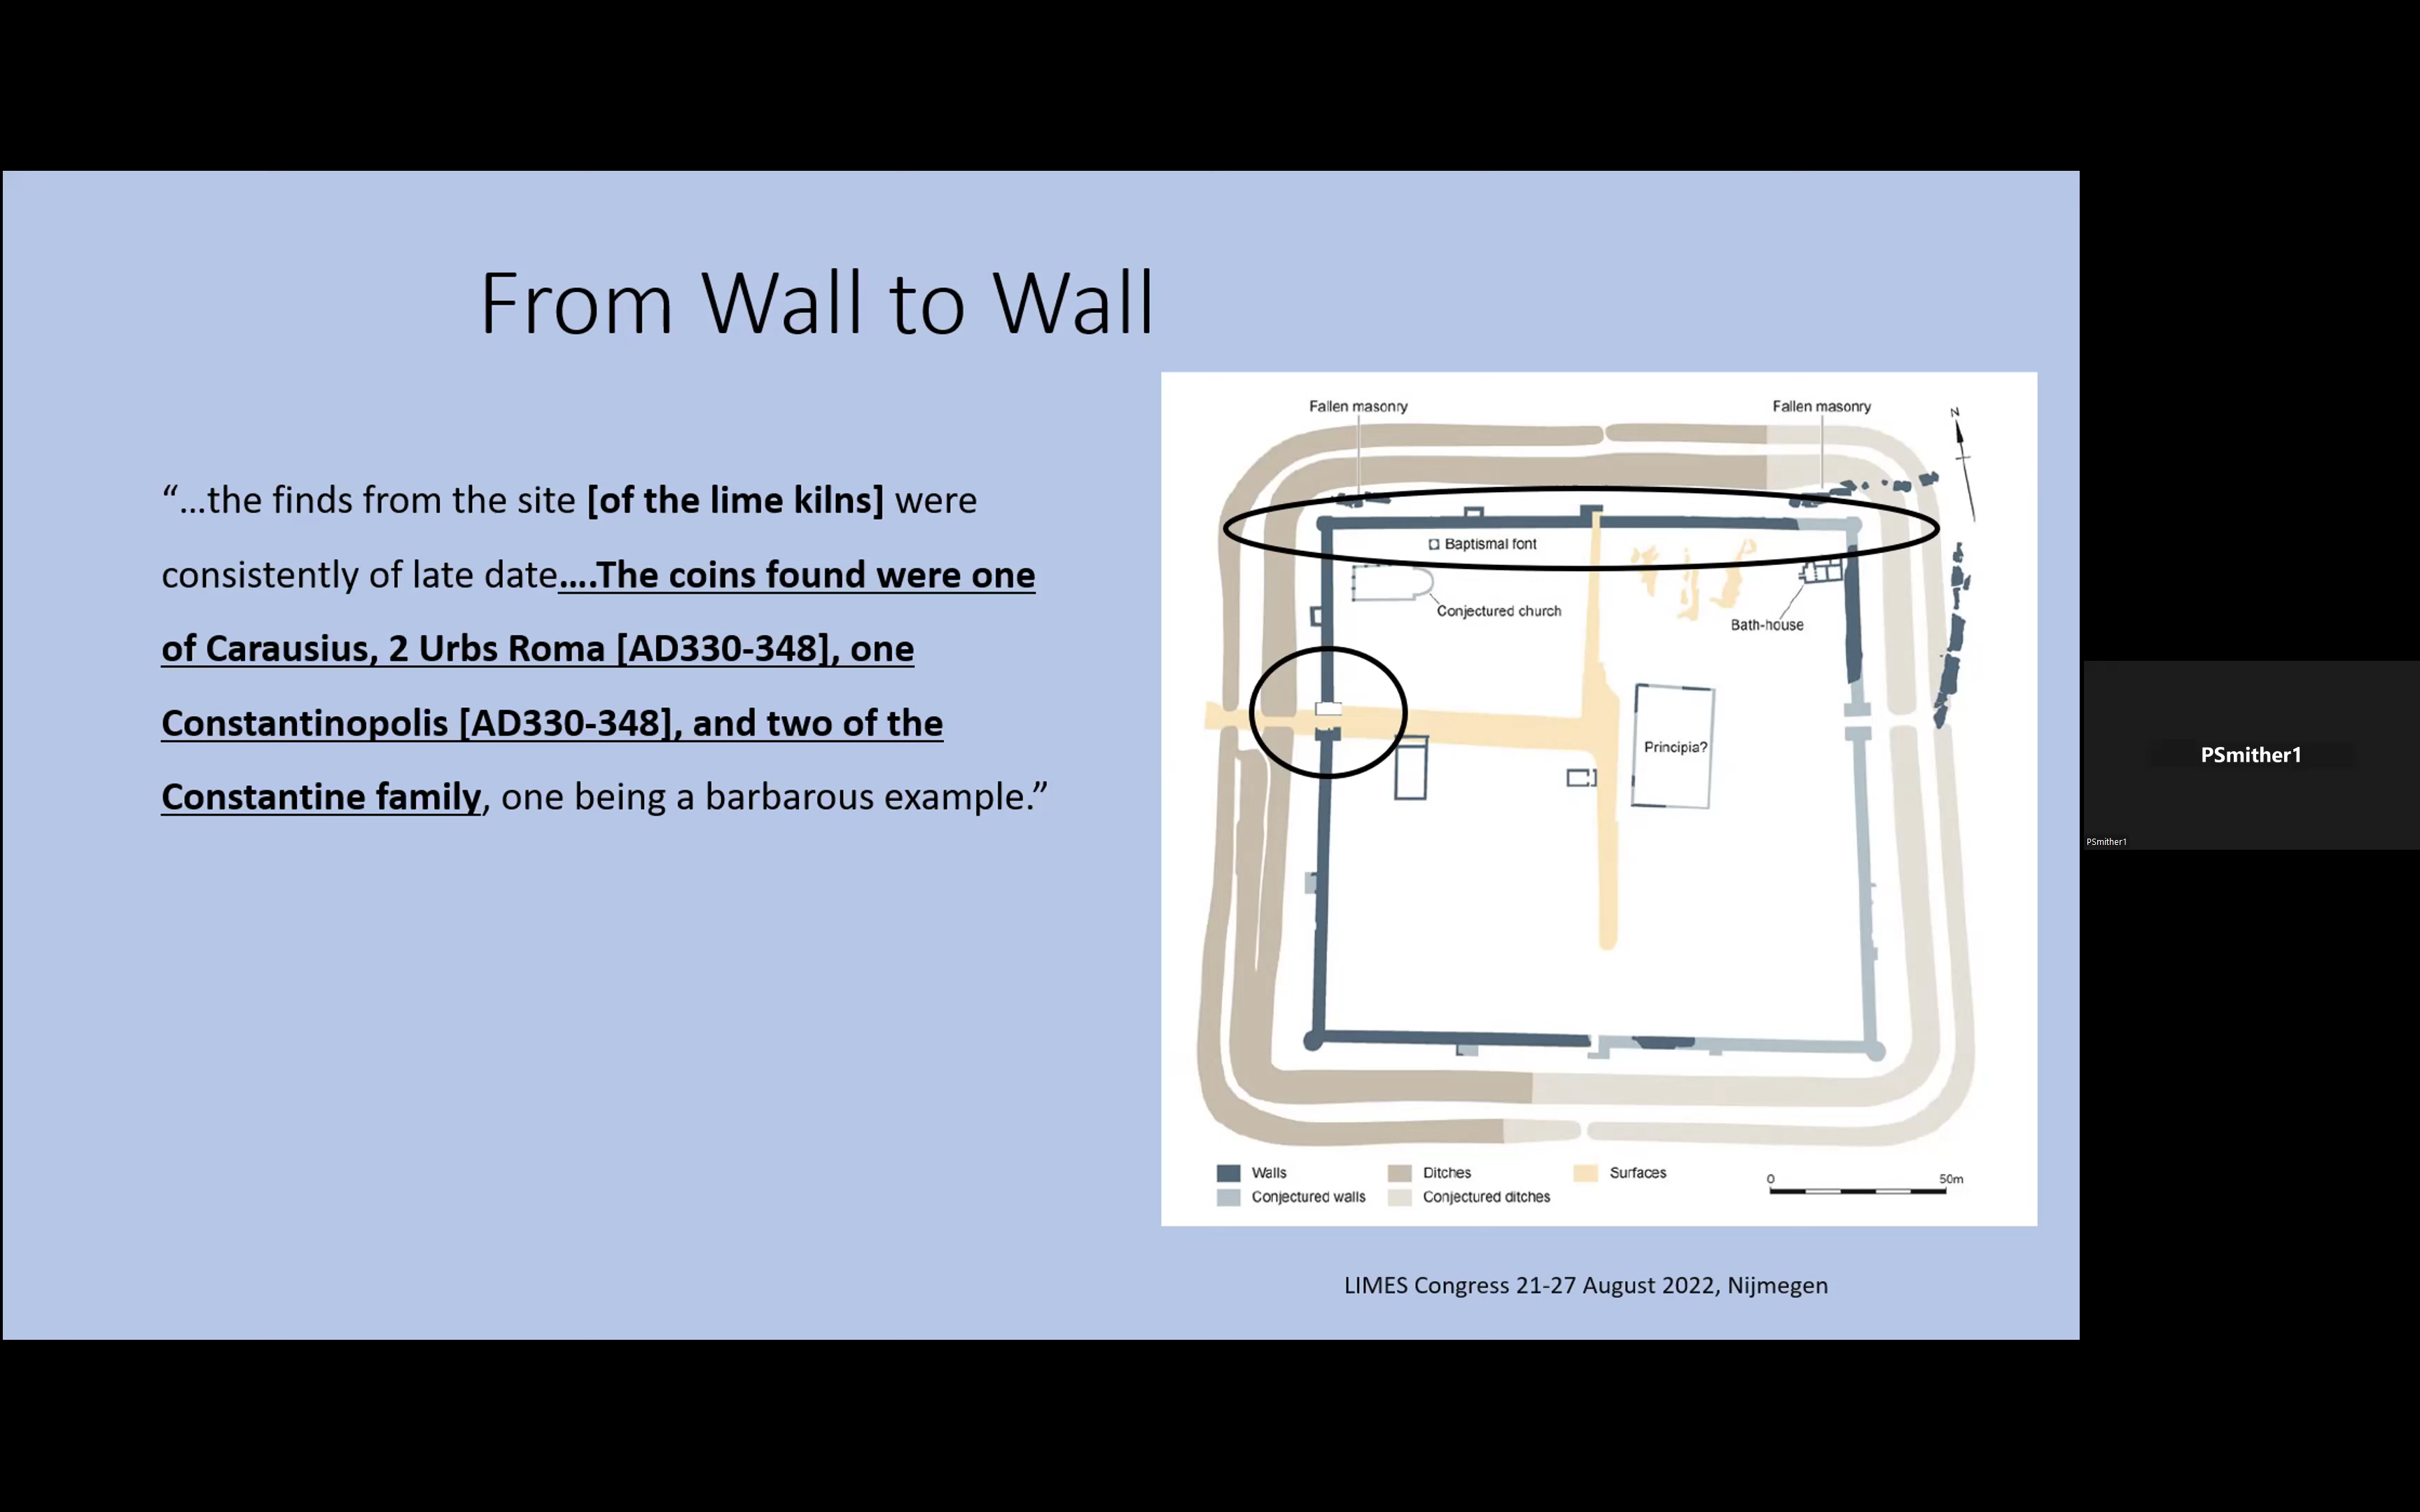 From Wall to Wall
“…the finds from the site [of the lime kilns] were
consistently of late date….The coins found were one
of Carausius, 2 Urbs Roma [AD330-348], one
Constantinopolis [AD330-348], and two of the
Constantine family, one being a barbarous example.”
Fallen masonry
Fallen masonry
N
Baptismal font
Conjectured church
Bath-house
Principia?
Walls
Ditches
Surfaces
Conjectured walls
Conjectured ditches
0
50m
LIMES Congress 21-27 August 2022, Nijmegen
PSmither1
PSmither1